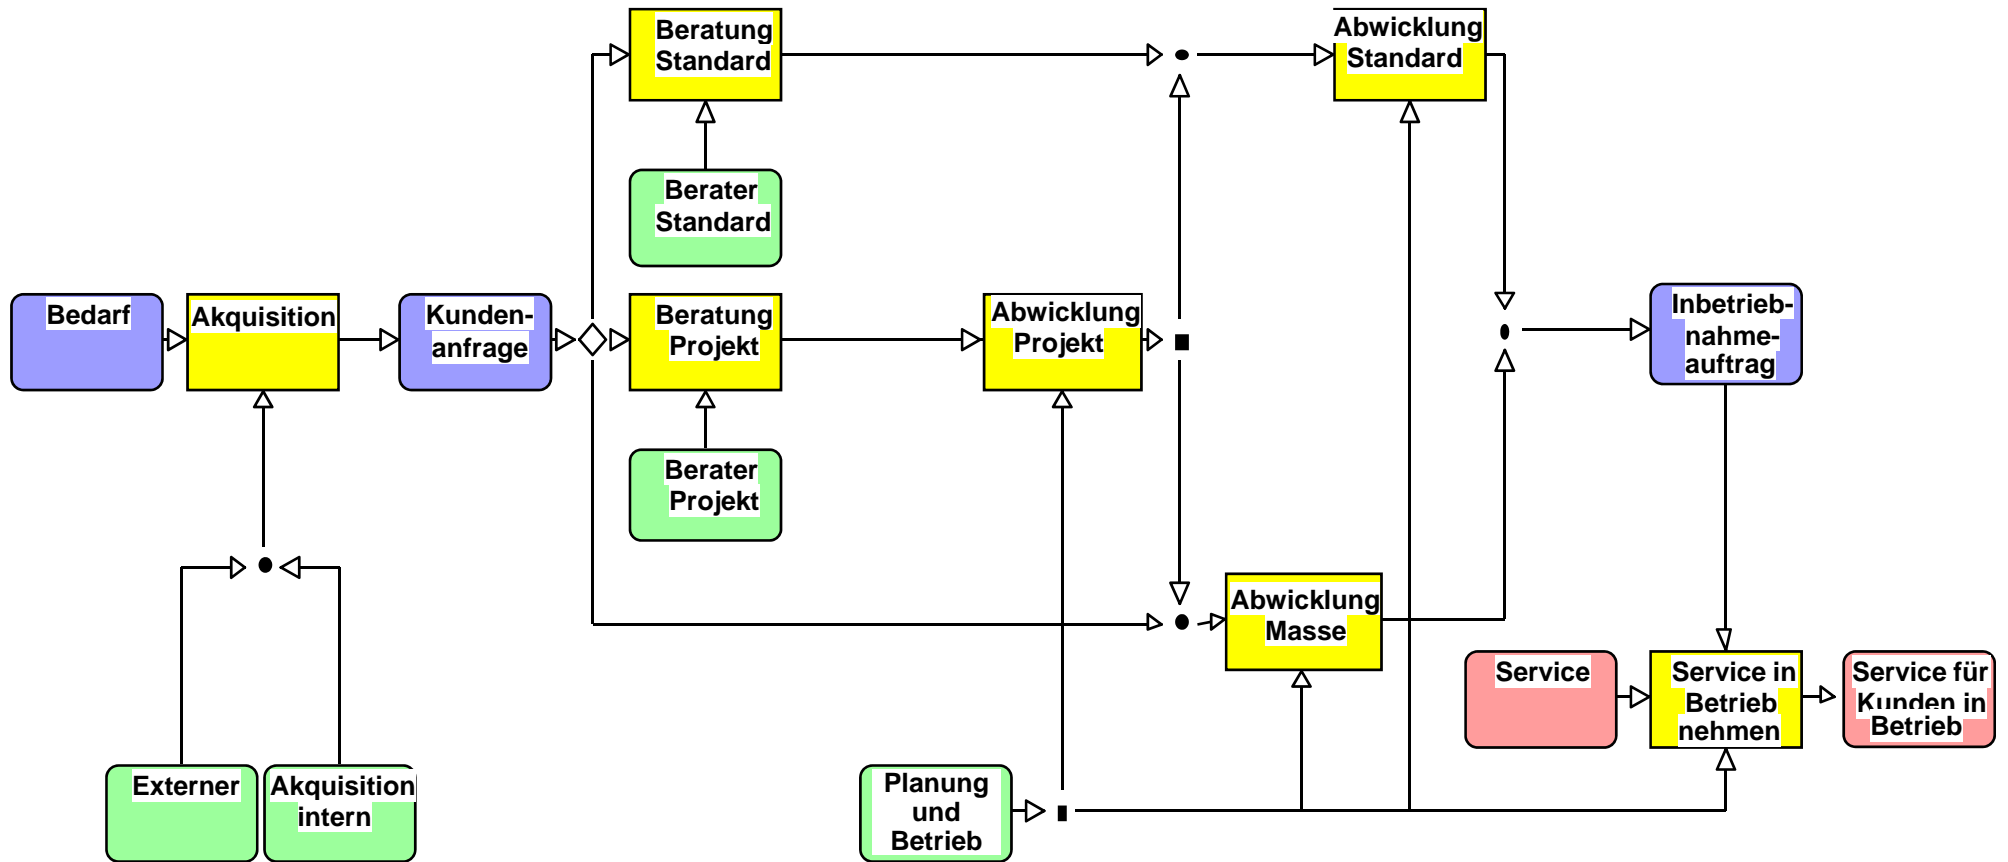 Beratung
Standard
Abwicklung
Standard
Berater
Standard
Bedarf
Akquisition
Kunden-
anfrage
Beratung
Projekt
Abwicklung
Projekt
Inbetrieb-
nahme-
auftrag
Berater
Projekt
Abwicklung
Masse
Service
Service in
Betrieb
nehmen
Service für
Kunden in
Betrieb
Externer
Akquisition
intern
Planung
und
Betrieb